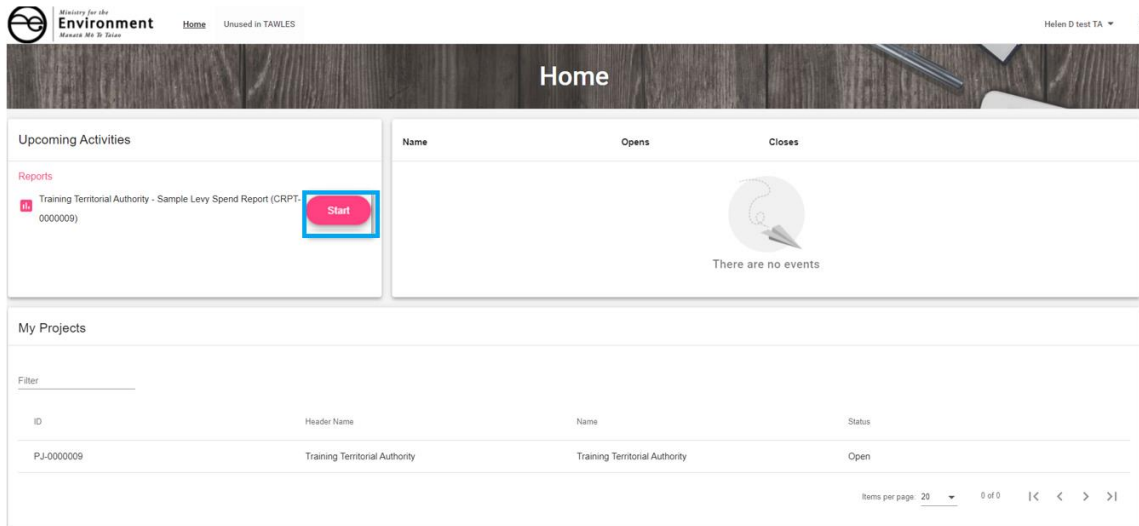 Ministry for the
Environment
Manatū Mō Te Taiao
Home
Unused in TAWLES
Helen D test TA
Home
Upcoming Activities
Reports
Training Territorial Authority - Sample Levy Spend Report (CRPT-
0000009)
Start
Name Opens Closes
There are no events
My Projects
Filter
ID Header Name Name Status
PJ-0000009 Training Territorial Authority Training Territorial Authority Open
Items per page: 20 0 of 0